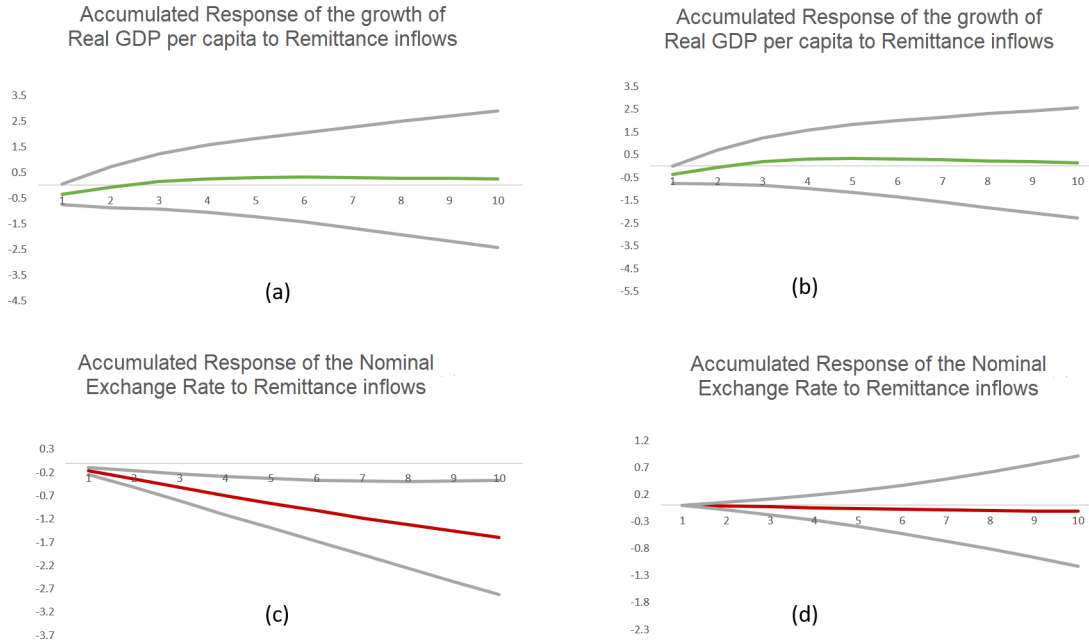 Accumulated Response of the growth of
Real GDP per capita to Remittance inflows
3.5
2.5
1.5
0.5
-0.5
-1.5
-2.5
-3.5
-4.5
1 2 3 4 5 6 7 8 9 10
(a)
Accumulated Response of the growth of
Real GDP per capita to Remittance inflows
3.5
2.5
1.5
0.5
-0.5
-1.5
-2.5
-3.5
-4.5
-5.5
1 2 3 4 5 6 7 8 9 10
(b)
Accumulated Response of the Nominal
Exchange Rate to Remittance inflows
0.3
-0.2
-0.7
-1.2
-1.7
-2.2
-2.7
-3.2
-3.7
1 2 3 4 5 6 7 8 9 10
(c)
Accumulated Response of the Nominal
Exchange Rate to Remittance inflows
1.2
0.7
0.2
-0.3
-0.8
-1.3
-1.8
-2.3
1 2 3 4 5 6 7 8 9 10
(d)